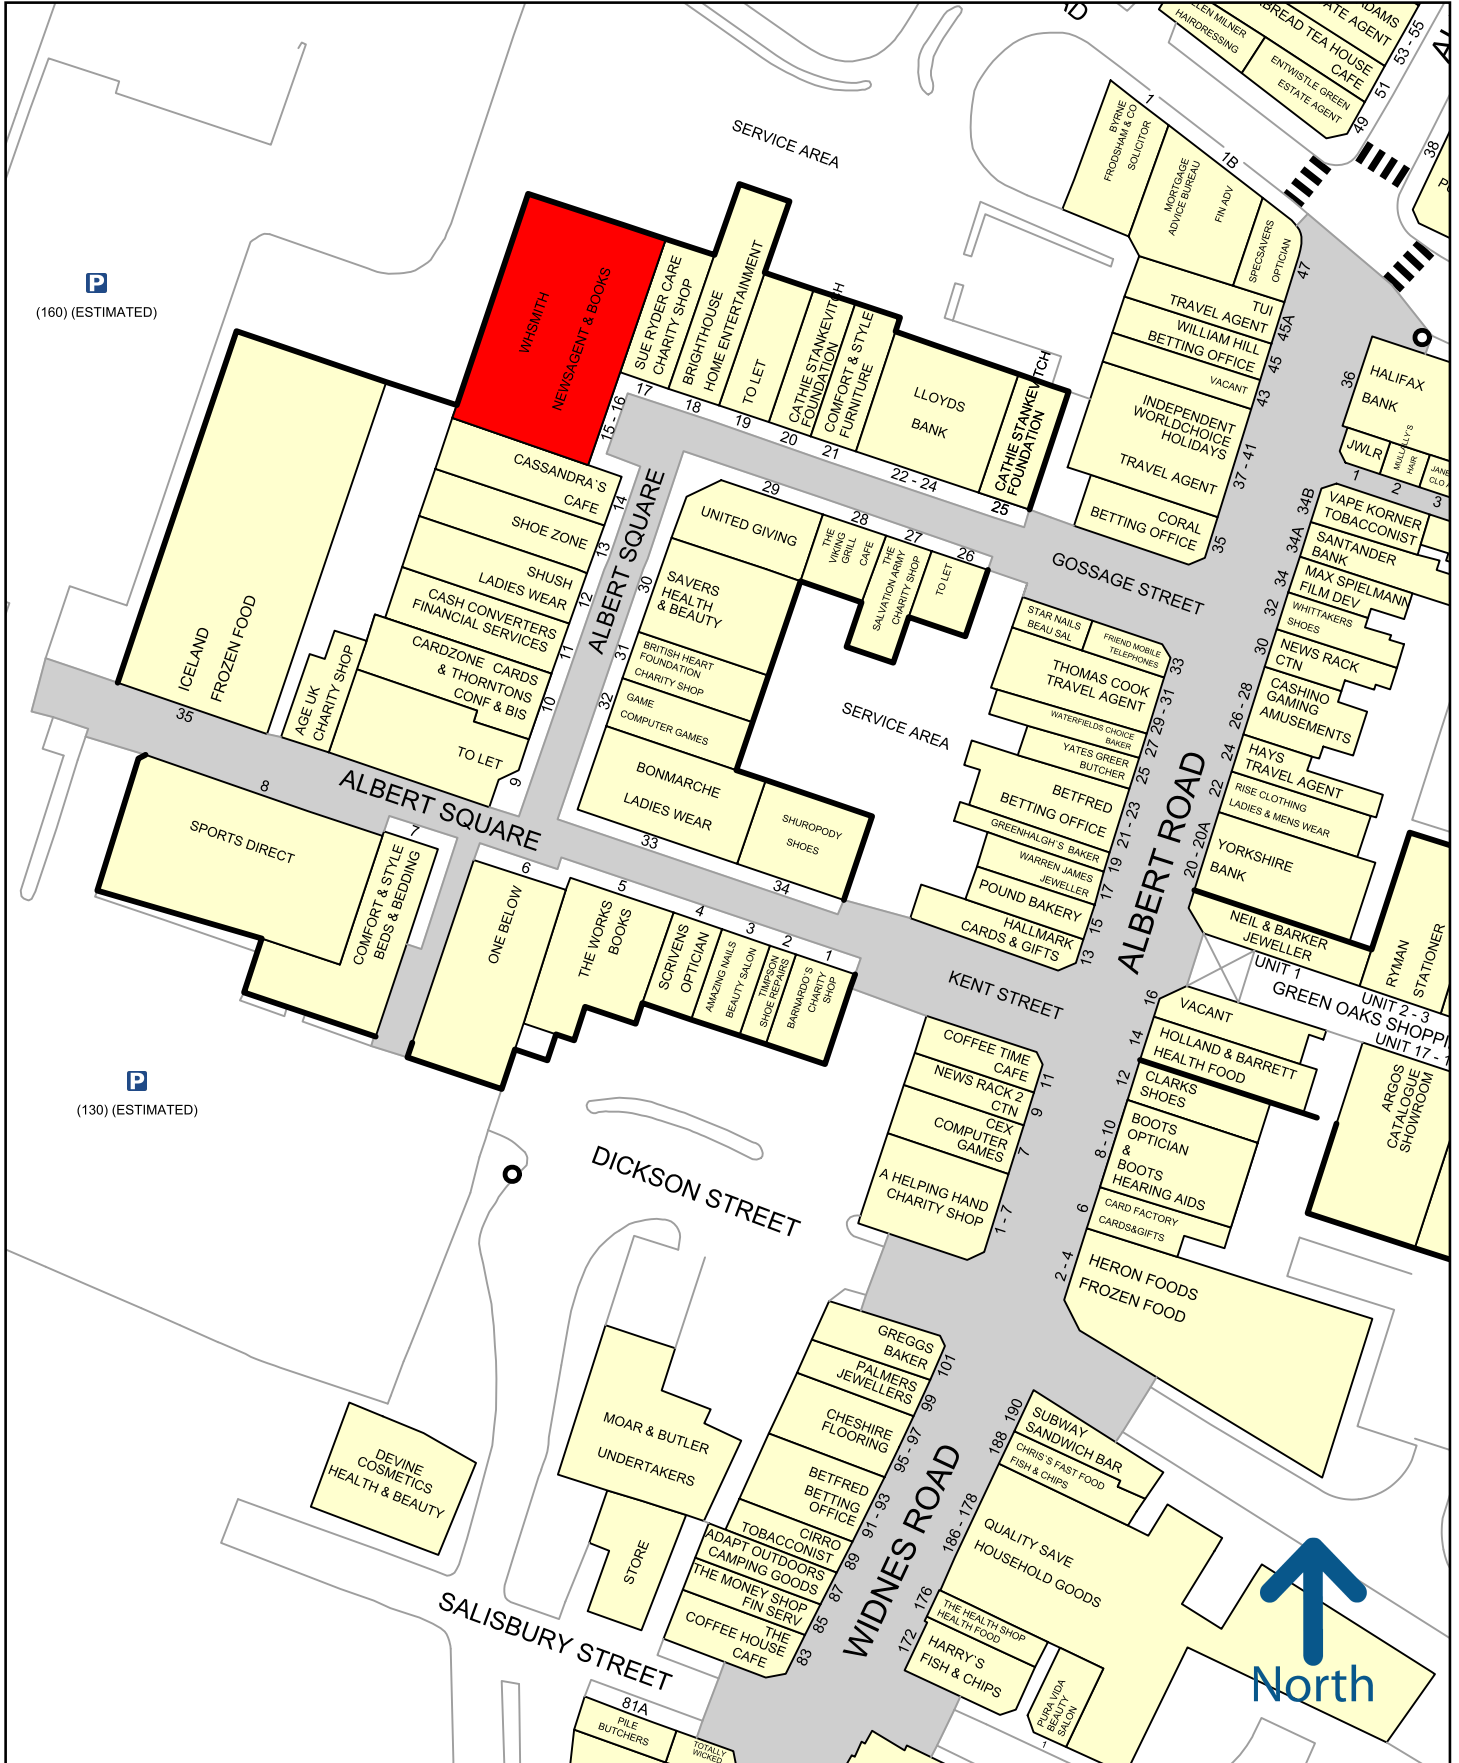 ELEN MILNER
HAIRDRESSING
BREAD TEA HOUSE
CAFE
DAMS
ATE AGENT
53 - 55
ENTWISTLE GREEN
ESTATE AGENT
51
49
38
AL
AD
SERVICE AREA
1
BYRNE
FRODSHAM & CO
SOLICITOR
1B
MORTGAGE
ADVICE BUREAU
FIN ADV
SPECSAVERS
OPTICIAN
47
P
(160) (ESTIMATED)
WHSMITH
NEWSAGENT & BOOKS
15 - 16
SUE RYDER CARE
CHARITY SHOP
17
BRIGHTHOUSE
HOME ENTERTAINMENT
18
TO LET
19
CATHIE STANKEVITCH
FOUNDATION
20
COMFORT & STYLE
FURNITURE
21
LLOYDS
BANK
22 - 24
CATHIE STANKEVITCH
FOUNDATION
25
TUI
TRAVEL AGENT
45A
WILLIAM HILL
BETTING OFFICE
45
VACANT
43
INDEPENDENT
WORLDCHOICE
HOLIDAYS
TRAVEL AGENT
37 - 41
CORAL
BETTING OFFICE
35
36
HALIFAX
BANK
JWLR
MULLALLY'S
HAIR
JANE
CLO
1
2
3
34B
VAPE KORNER
TOBACCONIST
34A
SANTANDER
BANK
34
MAX SPIELMANN
FILM DEV
32
WHITTAKERS
SHOES
30
NEWS RACK
CTN
26 - 28
CASHINO
GAMING
AMUSEMENTS
24
HAYS
TRAVEL AGENT
22
RISE CLOTHING
LADIES & MENS WEAR
20 - 20A
YORKSHIRE
BANK
NEIL & BARKER
JEWELLER
UNIT 1
RYMAN
STATIONER
UNIT 2 - 3
GREEN OAKS SHOPPI
UNIT 17 - 1
ARGOS
CATALOGUE
SHOWROOM
CASSANDRA`S
CAFE
14
SHOE ZONE
13
SHUSH
LADIES WEAR
12
CASH CONVERTERS
FINANCIAL SERVICES
11
CARDZONE CARDS
& THORNTONS
CONF & BIS
10
TO LET
9
ALBERT SQUARE
ICELAND
FROZEN FOOD
35
AGE UK
CHARITY SHOP
29
UNITED GIVING
28
THE
VIKING
GRILL
CAFE
27
THE
SALVATION ARMY
CHARITY SHOP
26
TO LET
30
SAVERS
HEALTH
& BEAUTY
31
BRITISH HEART
FOUNDATION
CHARITY SHOP
32
GAME
COMPUTER GAMES
BONMARCHE
LADIES WEAR
33
SHUROPODY
SHOES
34
SERVICE AREA
GOSSAGE STREET
STAR NAILS
BEAU SAL
FRIEND MOBILE
TELEPHONES
33
THOMAS COOK
TRAVEL AGENT
29 - 31
WATERFIELDS CHOICE
BAKER
27
YATES GREER
BUTCHER
25
BETFRED
BETTING OFFICE
21 - 23
GREENHALGH`S BAKER
19
WARREN JAMES
JEWELLER
17
POUND BAKERY
15
HALLMARK
CARDS & GIFTS
13
ALBERT ROAD
ALBERT SQUARE
8
SPORTS DIRECT
7
COMFORT & STYLE
BEDS & BEDDING
6
ONE BELOW
5
THE WORKS
BOOKS
4
SCRIVENS
OPTICIAN
3
AMAZING NAILS
BEAUTY SALON
2
TIMPSON
SHOE REPAIRS
1
BARNARDO`S
CHARITY
SHOP
KENT STREET
COFFEE TIME
CAFE
11
NEWS RACK 2
CTN
9
CEX
COMPUTER
GAMES
7
A HELPING HAND
CHARITY SHOP
1 - 7
16
VACANT
14
HOLLAND & BARRETT
HEALTH FOOD
12
CLARKS
SHOES
8 - 10
BOOTS
OPTICIAN
&
BOOTS
HEARING AIDS
6
CARD FACTORY
CARDS&GIFTS
2 - 4
HERON FOODS
FROZEN FOOD
P
(130) (ESTIMATED)
DICKSON STREET
GREGGS
BAKER
101
PALMERS
JEWELLERS
99
CHESHIRE
FLOORING
95 - 97
BETFRED
BETTING
OFFICE
91 - 93
CIRRO
TOBACCONIST
89
ADAPT OUTDOORS
CAMPING GOODS
87
THE MONEY SHOP
FIN SERV
85
THE
COFFEE HOUSE
CAFE
83
MOAR & BUTLER
UNDERTAKERS
STORE
DEVINE
COSMETICS
HEALTH & BEAUTY
SALISBURY STREET
WIDNES ROAD
190
SUBWAY
SANDWICH BAR
188
CHRIS`S FAST FOOD
FISH & CHIPS
186 - 178
QUALITY SAVE
HOUSEHOLD GOODS
176
THE HEALTH SHOP
HEALTH FOOD
172
HARRY`S
FISH & CHIPS
PURA VIDA
BEAUTY
SALON
1
81A
PILE
BUTCHERS
TOTALLY
WICKED
North